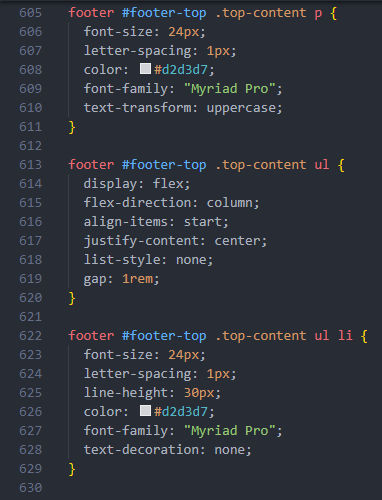 605 footer #footer-top .top-content p {
606   font-size: 24px;
607   letter-spacing: 1px;
608   color: #d2d3d7;
609   font-family: "Myriad Pro";
610   text-transform: uppercase;
611 }
612
613 footer #footer-top .top-content ul {
614   display: flex;
615   flex-direction: column;
616   align-items: start;
617   justify-content: center;
618   list-style: none;
619   gap: 1rem;
620 }
621
622 footer #footer-top .top-content ul li {
623   font-size: 24px;
624   letter-spacing: 1px;
625   line-height: 30px;
626   color: #d2d3d7;
627   font-family: "Myriad Pro";
628   text-decoration: none;
629 }
630